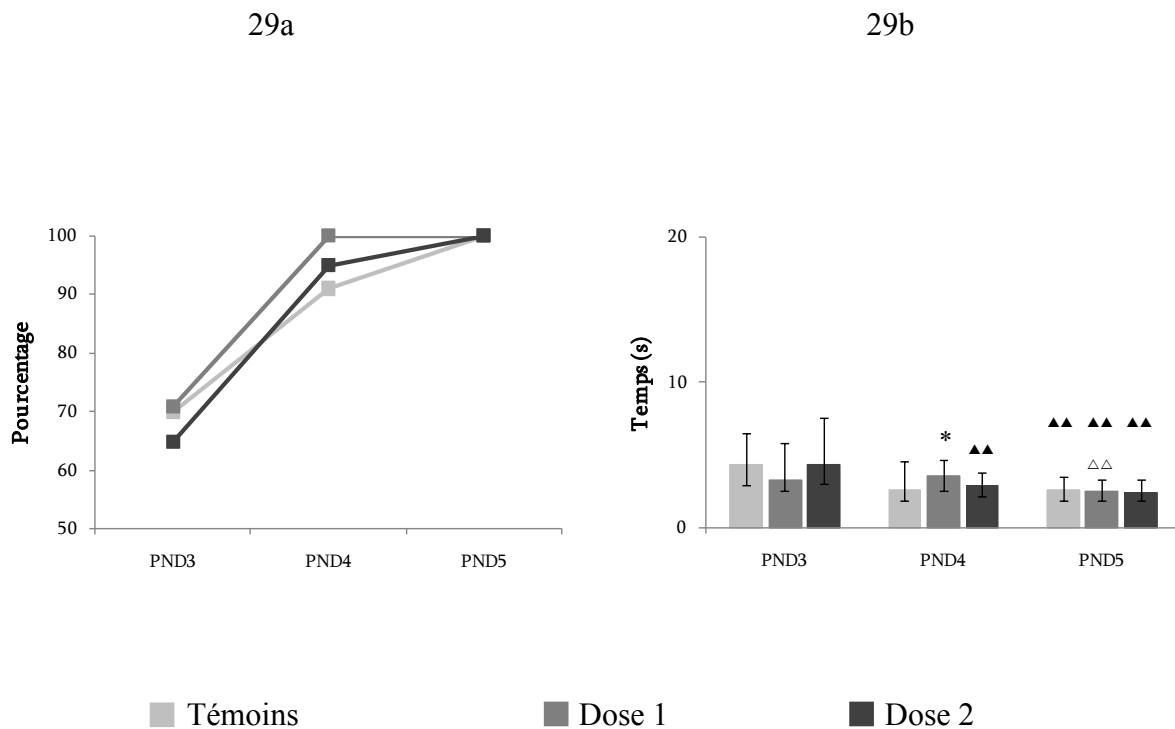 29a
29b
100
90
80
70
60
50
Pourcentage
PND3
PND4
PND5
20
10
0
Temps (s)
▲▲ ▲▲ ▲▲
* ▲▲
△△
PND3
PND4
PND5
Témoins
Dose 1
Dose 2